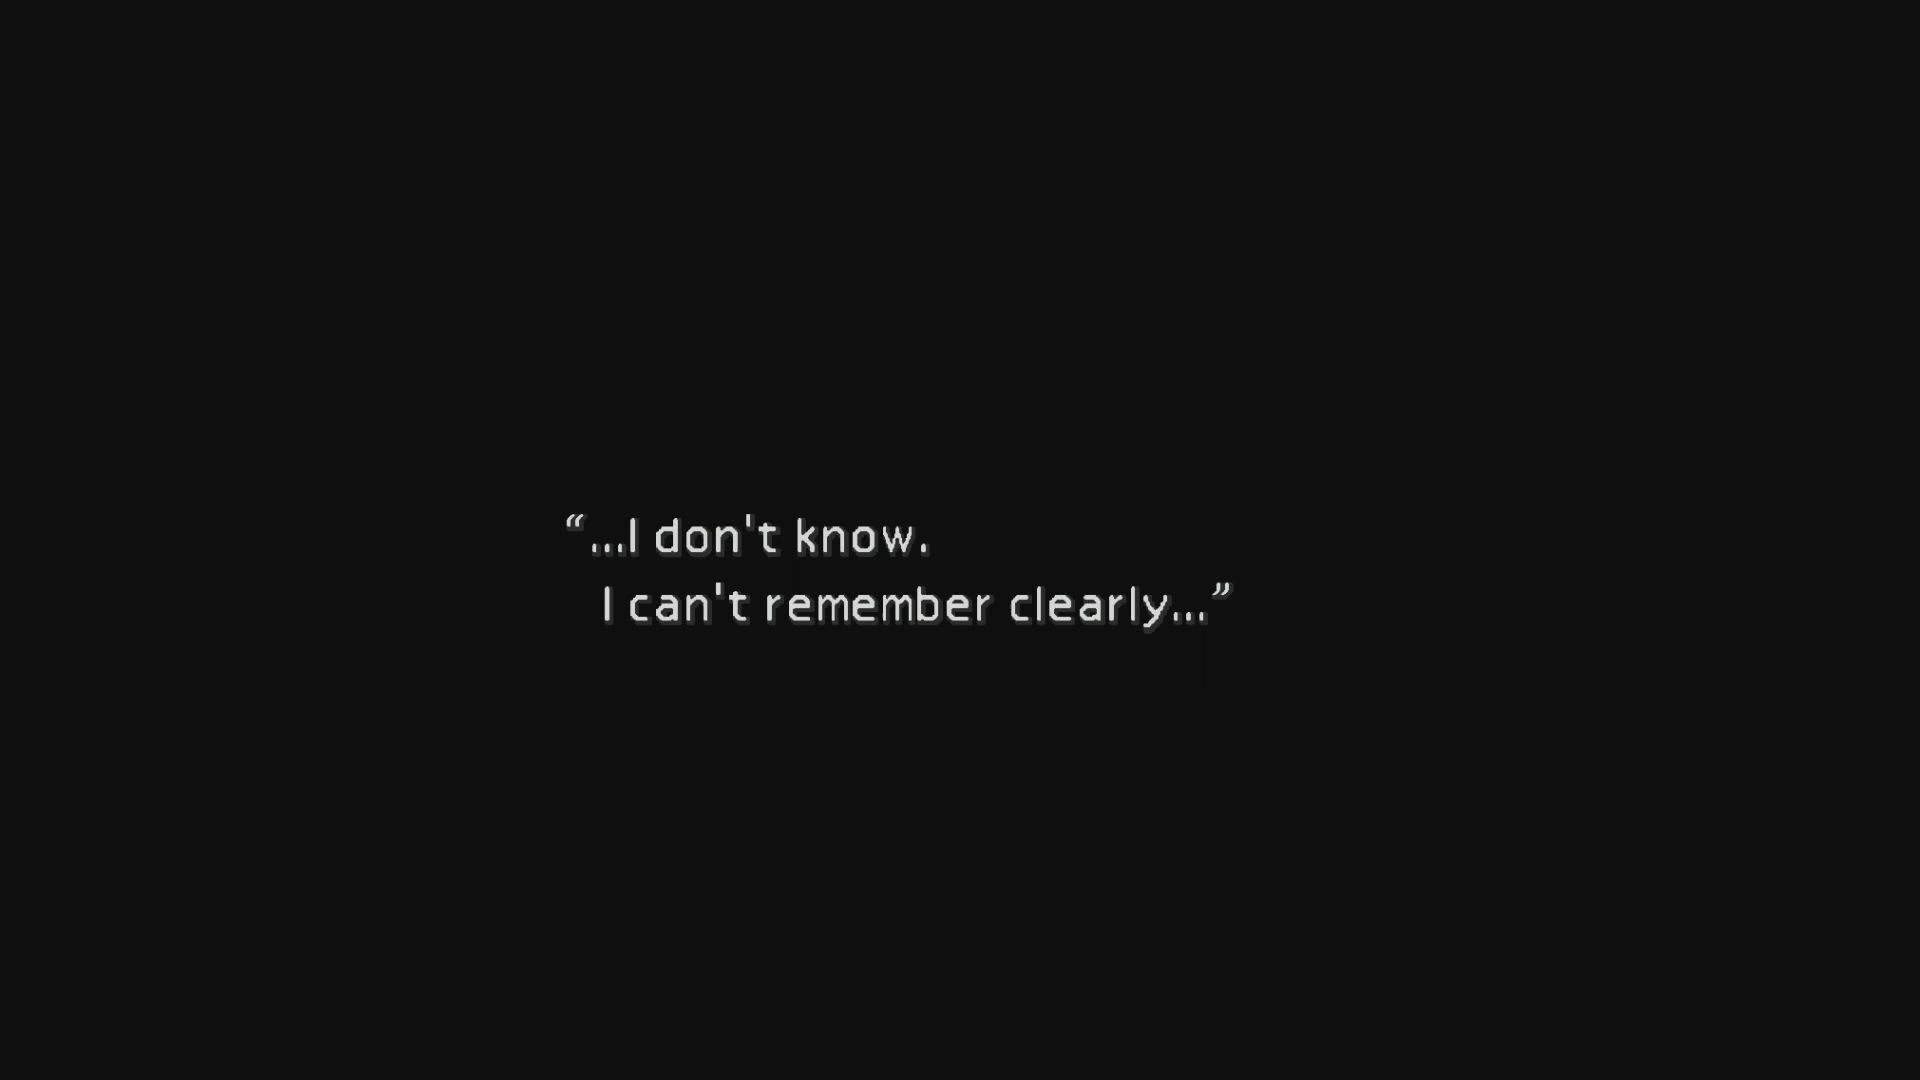 “...I don't know.
I can't remember clearly...”